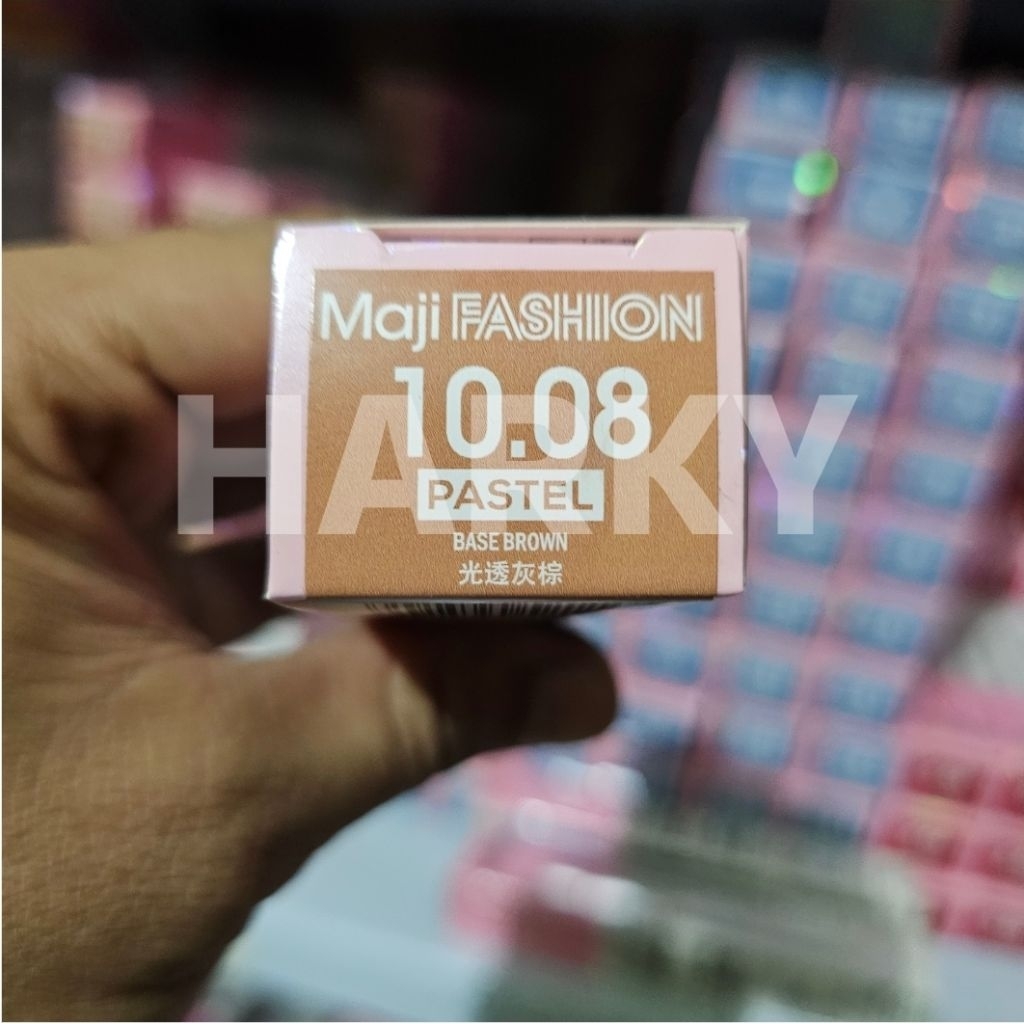 Maji FASHION
10.08
HARKY
PASTEL
BASE BROWN
光透灰棕